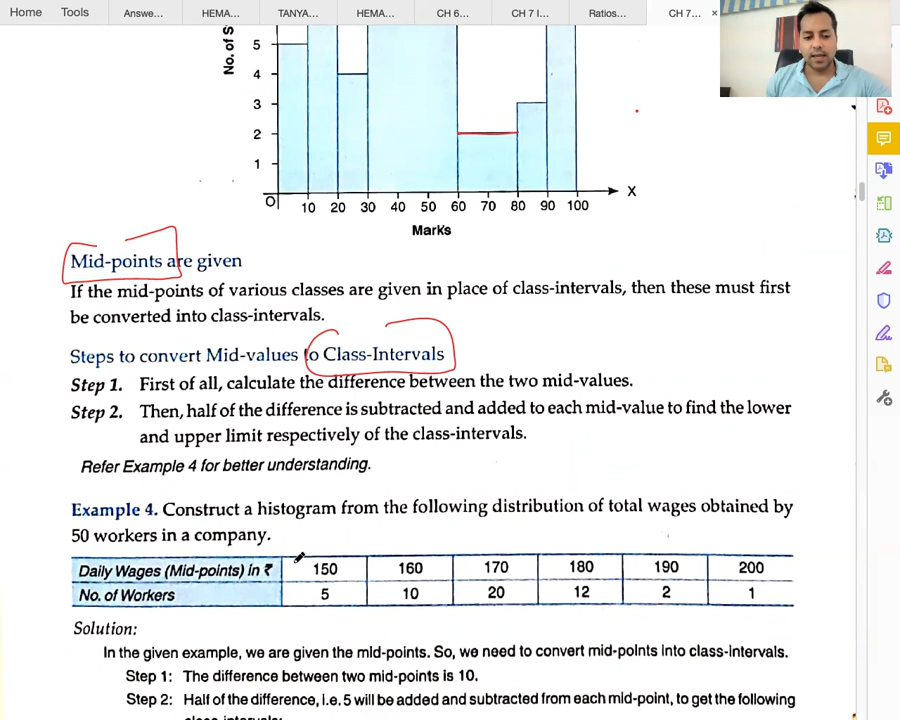 Home Tools Answe... HEMA... TANYA... HEMA... CH 6... CH 7 I... Ratios... CH 7... ×
No. of S
5
4
3
2
1
O 10 20 30 40 50 60 70 80 90 100 X
Marks
Mid-points are given
If the mid-points of various classes are given in place of class-intervals, then these must first
be converted into class-intervals.
Steps to convert Mid-values to Class-Intervals
Step 1. First of all, calculate the difference between the two mid-values.
Step 2. Then, half of the difference is subtracted and added to each mid-value to find the lower
and upper limit respectively of the class-intervals.
Refer Example 4 for better understanding.
Example 4. Construct a histogram from the following distribution of total wages obtained by
50 workers in a company.
Daily Wages (Mid-points) in ₹ 150 160 170 180 190 200
No. of Workers 5 10 20 12 2 1
Solution:
In the given example, we are given the mid-points. So, we need to convert mid-points into class-intervals.
Step 1: The difference between two mid-points is 10.
Step 2: Half of the difference, i.e. 5 will be added and subtracted from each mid-point, to get the following